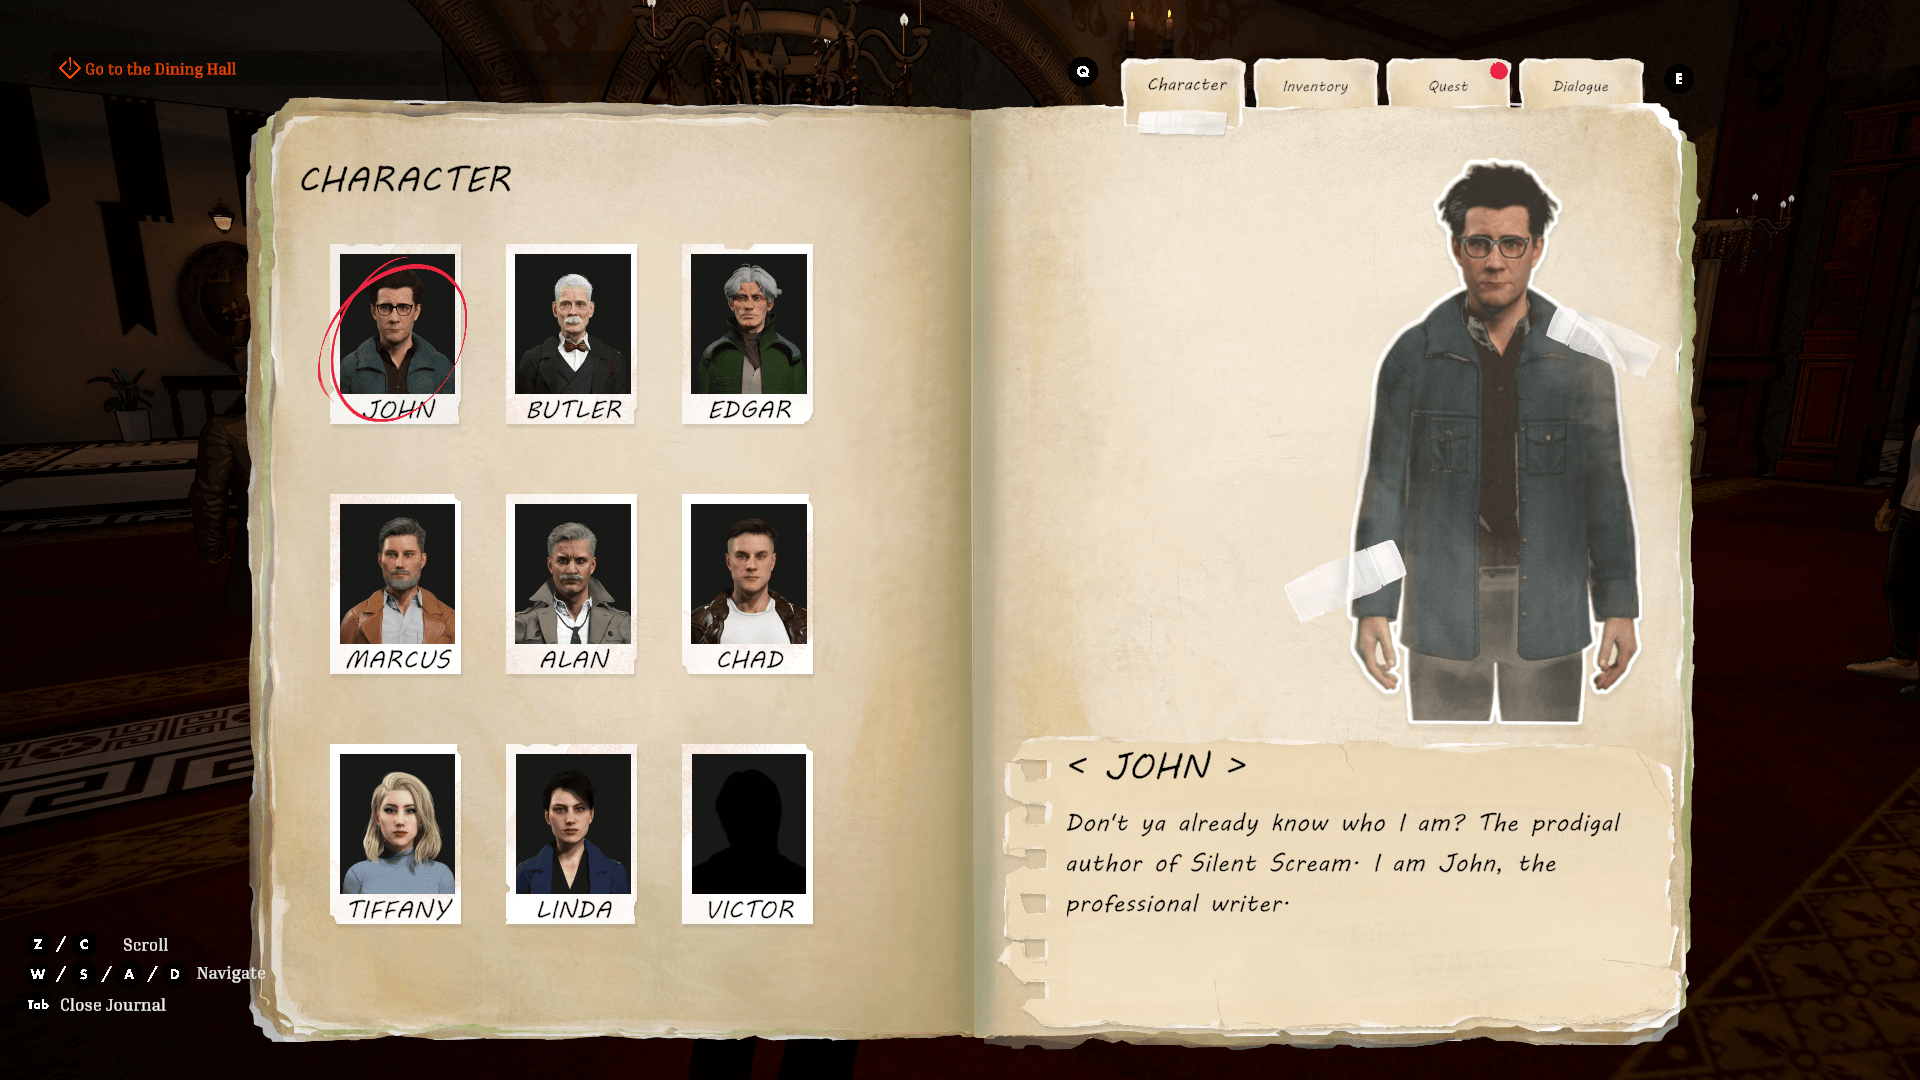 Go to the Dining Hall
Q
Character
Inventory
Quest
Dialogue
E
CHARACTER
JOHN
BUTLER
EDGAR
MARCUS
ALAN
CHAD
TIFFANY
LINDA
VICTOR
< JOHN >
Don't ya already know who I am? The prodigal
author of Silent Scream. I am John, the
professional writer.
Z / C Scroll
W / S / A / D Navigate
Tab Close Journal